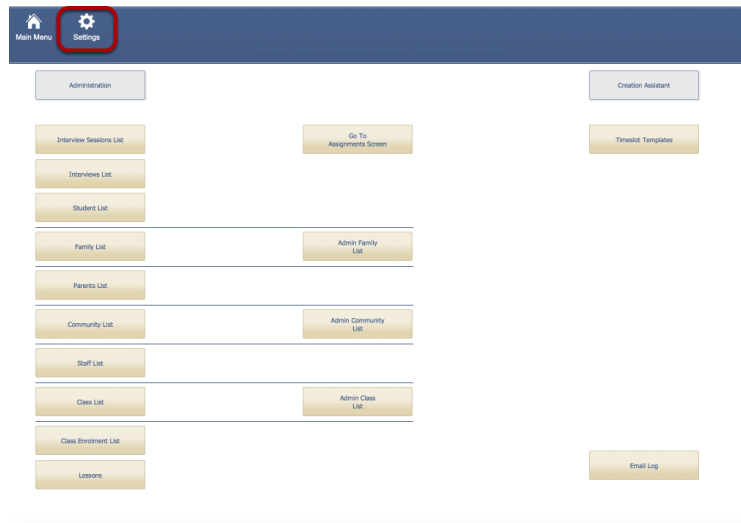 Main Menu
Settings
Administration
Creation Assistant
Interview Sessions List
Go To
Assignments Screen
Timeslot Templates
Interviews List
Student List
Family List
Admin Family
List
Parents List
Community List
Admin Community
List
Staff List
Class List
Admin Class
List
Class Enrolment List
Email Log
Lessons